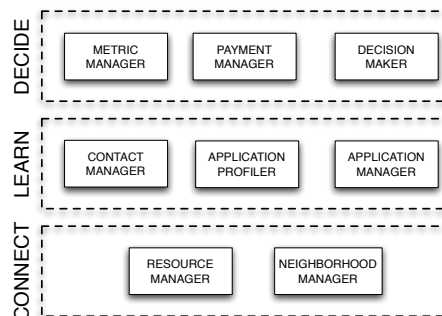 DECIDE
METRIC MANAGER
PAYMENT MANAGER
DECISION MAKER
LEARN
CONTACT MANAGER
APPLICATION PROFILER
APPLICATION MANAGER
CONNECT
RESOURCE MANAGER
NEIGHBORHOOD MANAGER